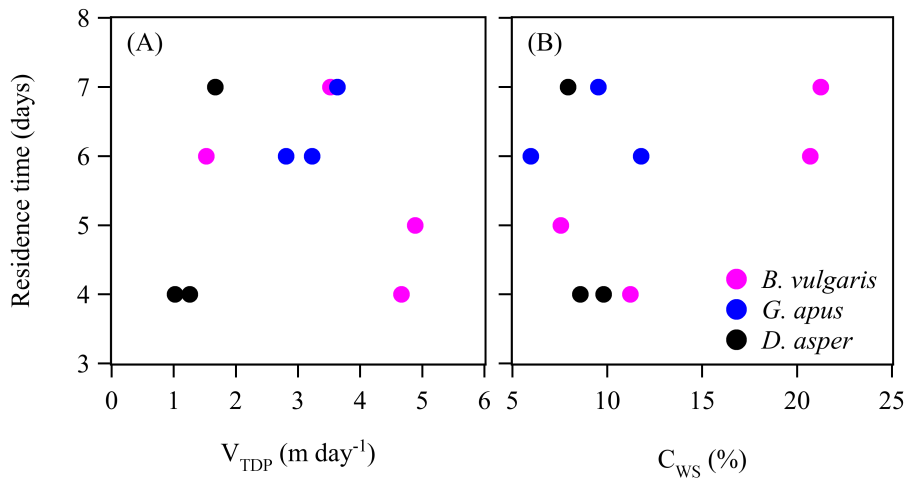 (A)
(B)
Residence time (days)
8
7
6
5
4
3
0 1 2 3 4 5 6
5 10 15 20 25
V_TDP (m day⁻¹)
C_WS (%)
B. vulgaris
G. apus
D. asper